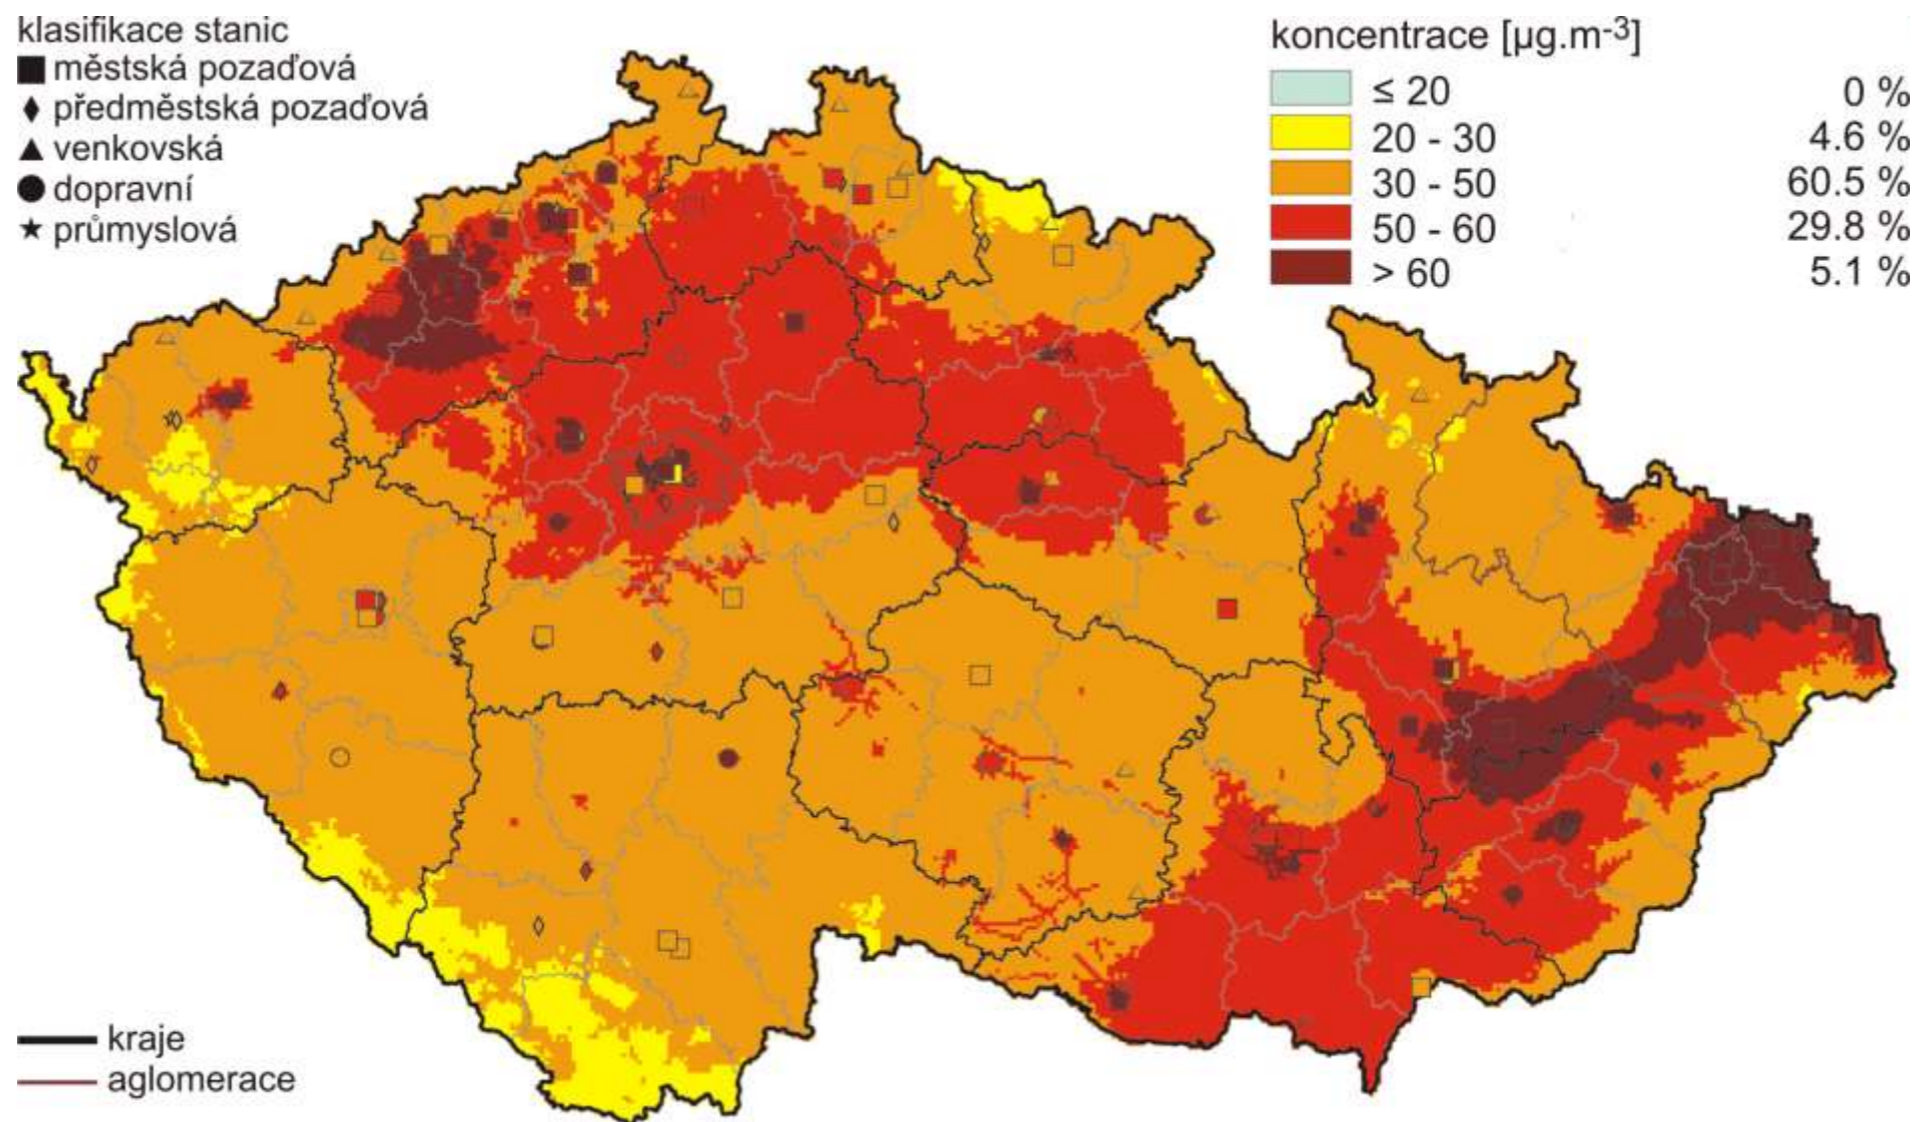 klasifikace stanic
městská pozaďová
předměstská pozaďová
venkovská
dopravní
průmyslová
koncentrace [µg.m-3]
≤ 20 0 %
20 - 30 4.6 %
30 - 50 60.5 %
50 - 60 29.8 %
> 60 5.1 %
kraje
aglomerace